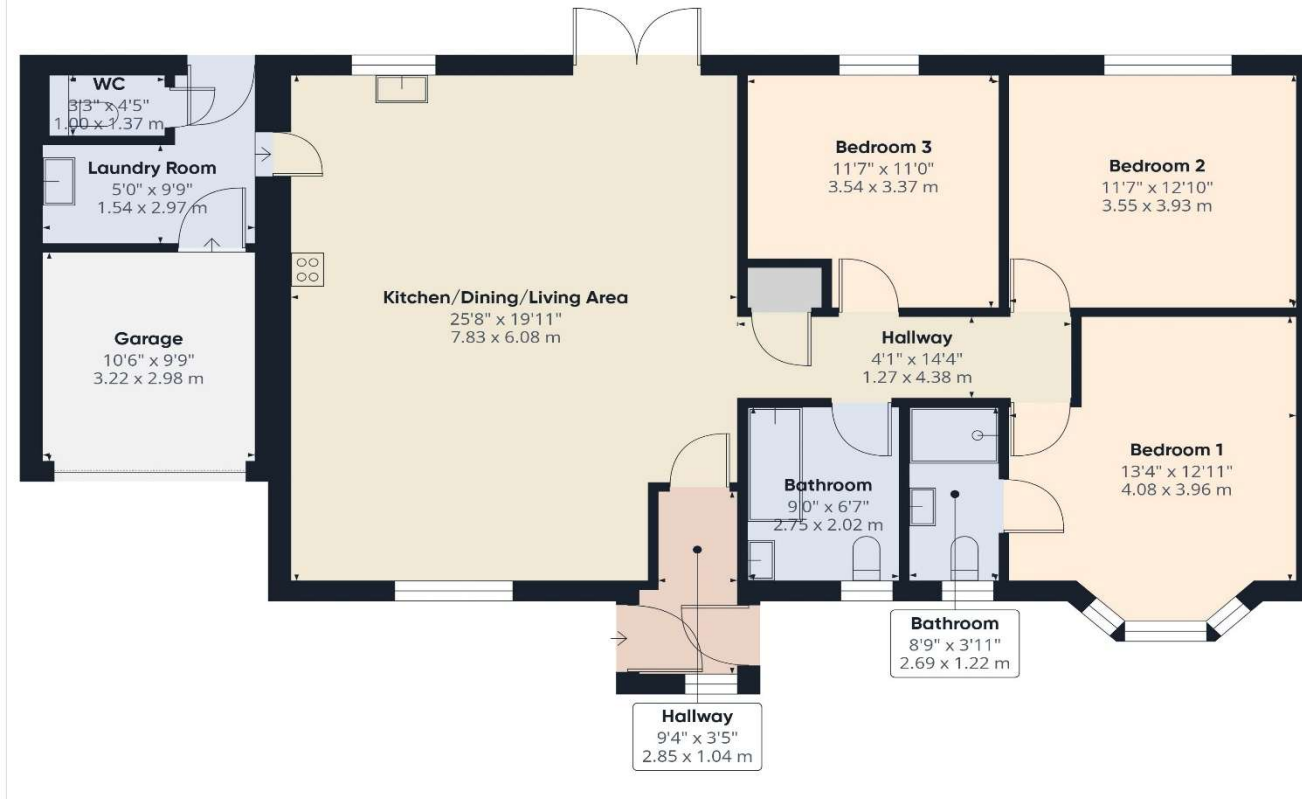 WC
3'3" x 4'5"
1.00 x 1.37 m
Laundry Room
5'0" x 9'9"
1.54 x 2.97 m
Garage
10'6" x 9'9"
3.22 x 2.98 m
Kitchen/Dining/Living Area
25'8" x 19'11"
7.83 x 6.08 m
Bedroom 3
11'7" x 11'0"
3.54 x 3.37 m
Bedroom 2
11'7" x 12'10"
3.55 x 3.93 m
Hallway
4'1" x 14'4"
1.27 x 4.38 m
Bedroom 1
13'4" x 12'11"
4.08 x 3.96 m
Bathroom
9'0" x 6'7"
2.75 x 2.02 m
Bathroom
8'9" x 3'11"
2.69 x 1.22 m
Hallway
9'4" x 3'5"
2.85 x 1.04 m